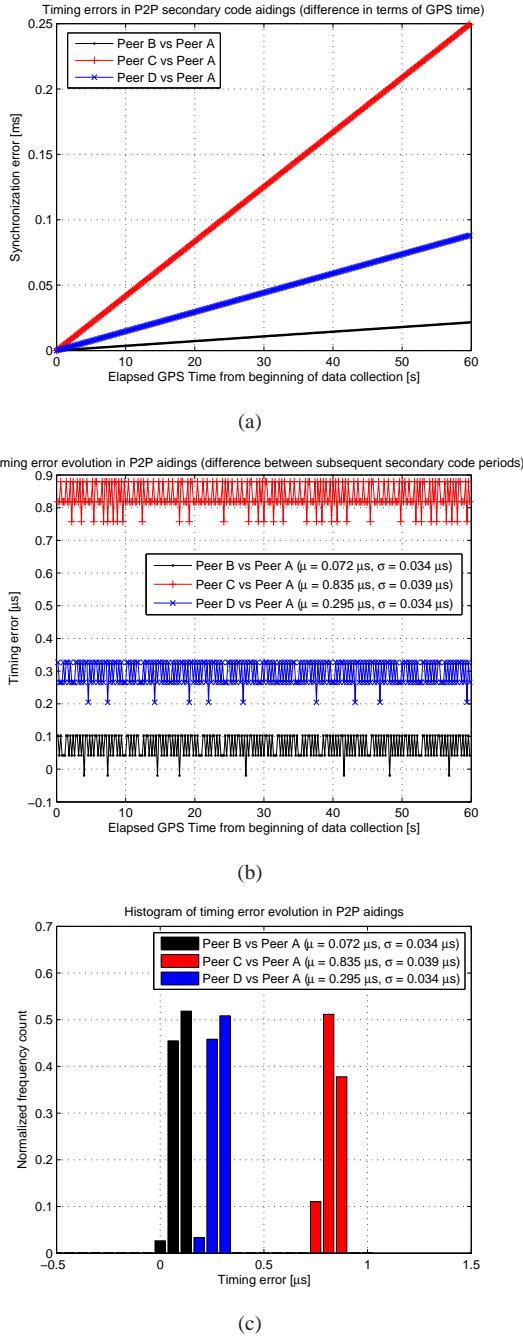 Timing errors in P2P secondary code aidings (difference in terms of GPS time)
0.25
0.2
0.15
0.1
0.05
0
Synchronization error [ms]
Peer B vs Peer A
Peer C vs Peer A
Peer D vs Peer A
0 10 20 30 40 50 60
Elapsed GPS Time from beginning of data collection [s]
(a)
ming error evolution in P2P aidings (difference between subsequent secondary code periods)
0.9
0.8
0.7
0.6
0.5
0.4
0.3
0.2
0.1
0
−0.1
Timing error [μs]
Peer B vs Peer A (μ = 0.072 μs, σ = 0.034 μs)
Peer C vs Peer A (μ = 0.835 μs, σ = 0.039 μs)
Peer D vs Peer A (μ = 0.295 μs, σ = 0.034 μs)
0 10 20 30 40 50 60
Elapsed GPS Time from beginning of data collection [s]
(b)
Histogram of timing error evolution in P2P aidings
0.7
0.6
0.5
0.4
0.3
0.2
0.1
0
Normalized frequency count
Peer B vs Peer A (μ = 0.072 μs, σ = 0.034 μs)
Peer C vs Peer A (μ = 0.835 μs, σ = 0.039 μs)
Peer D vs Peer A (μ = 0.295 μs, σ = 0.034 μs)
−0.5 0 0.5 1 1.5
Timing error [μs]
(c)